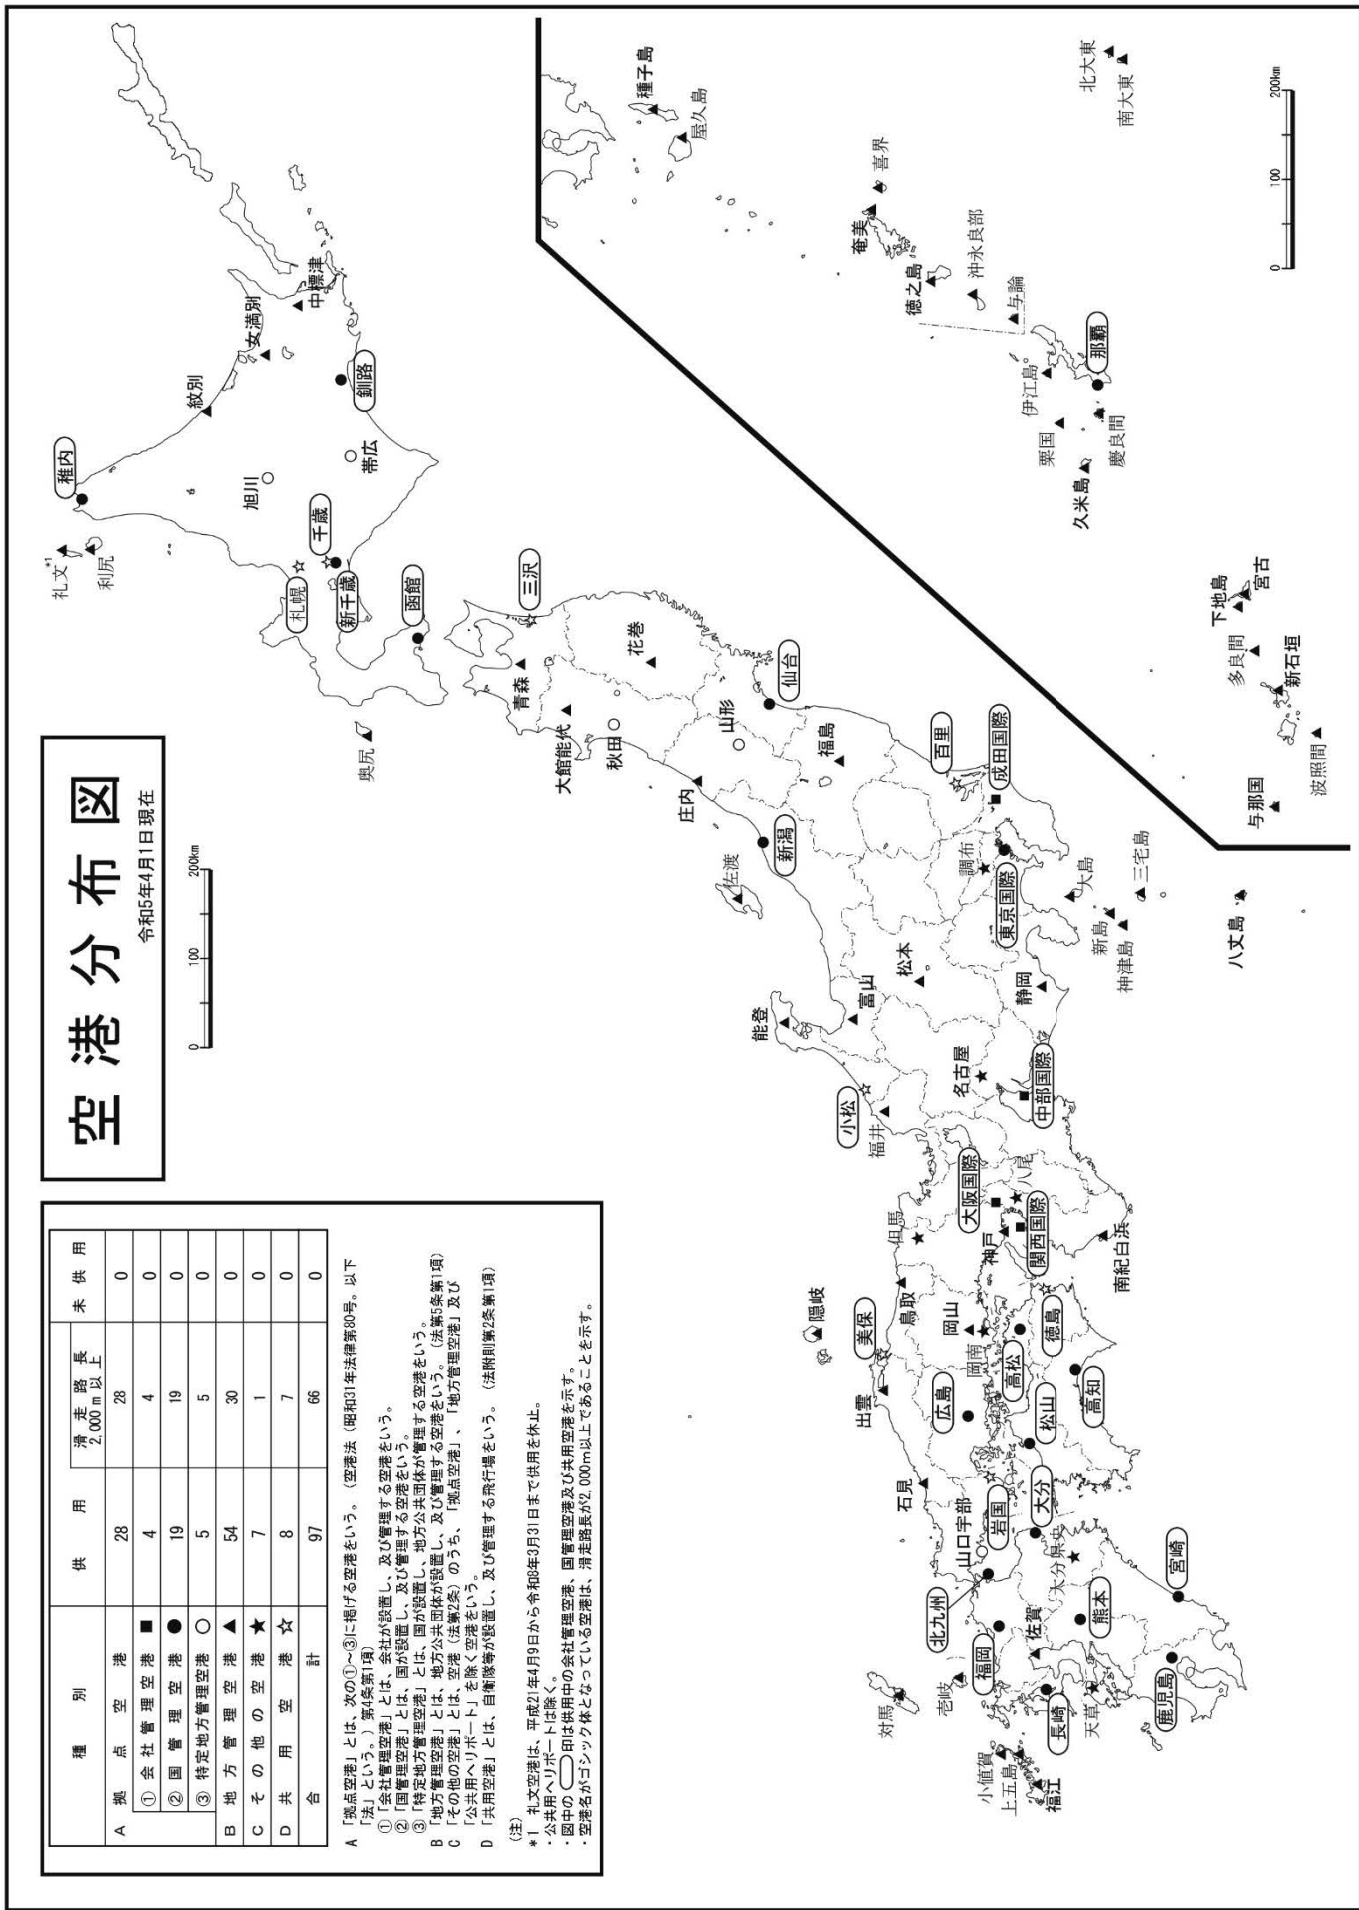 空港分布図
令和5年4月1日現在
0 100 200km
種別 供用 滑走路長2,000m以上 未供用
A 拠点空港 28 28 0
① 会社管理空港 ■ 4 4 0
② 国管理空港 ● 19 19 0
③ 特定地方管理空港 ○ 5 5 0
B 地方管理空港 ▲ 54 30 0
C その他の空港 ★ 7 1 0
D 共用空港 ☆ 8 7 0
合計 97 66 0
A 「拠点空港」とは、次の①~③に掲げる空港をいう。(空港法(昭和31年法律第80号。以下
「法」という。)第4条第1項)
①「会社管理空港」とは、会社が設置し、及び管理する空港をいう。
②「国管理空港」とは、国が設置し、及び管理する空港をいう。
③「特定地方管理空港」とは、国が設置し、地方公共団体が管理する空港をいう。
B 「地方管理空港」とは、地方公共団体が設置し、及び管理する空港をいう。(法第5条第1項)
C 「その他の空港」とは、空港(法第2条)のうち、「拠点空港」、「地方管理空港」及び
「公共用ヘリポート」を除く空港をいう。
D 「共用空港」とは、自衛隊等が設置し、及び管理する飛行場をいう。(法附則第2条第1項)
(注)
*1 礼文空港は、平成21年4月9日から令和8年3月31日まで供用を休止。
・公共用ヘリポートは除く。
・図中の 印は供用中の会社管理空港、国管理空港及び共用空港を示す。
・空港名がゴシック体となっている空港は、滑走路長が2,000m以上であることを示す。
礼文*1
利尻
稚内
紋別
女満別
中標津
釧路
帯広
旭川
千歳
札幌
新千歳
函館
奥尻
三沢
青森
大館能代
秋田
花巻
仙台
山形
庄内
福島
新潟
佐渡
百里
成田国際
調布
東京国際
大島
新島
神津島
三宅島
八丈島
松本
静岡
富山
能登
小松
福井
名古屋
中部国際
大阪国際
八尾
神戸
関西国際
南紀白浜
但馬
鳥取
隠岐
美保
出雲
岡山
岡南
広島
石見
徳島
高松
高知
松山
山口宇部
岩国
大分
大分県央
北九州
福岡
佐賀
熊本
宮崎
鹿児島
長崎
天草
壱岐
対馬
小値賀
上五島
福江
種子島
屋久島
奄美
喜界
徳之島
沖永良部
与論
伊江島
那覇
粟国
慶良間
久米島
北大東
南大東
下地島
宮古
多良間
新石垣
与那国
波照間
0 100 200km